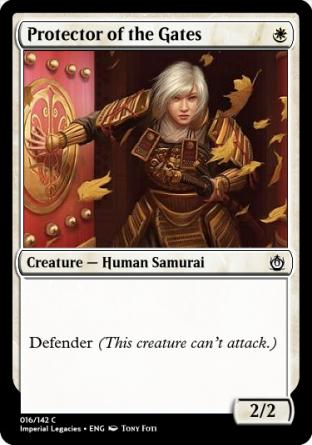 Protector of the Gates
Creature — Human Samurai
Defender (This creature can't attack.)
2/2
016/142 C
Imperial Legacies • ENG Tony Foti